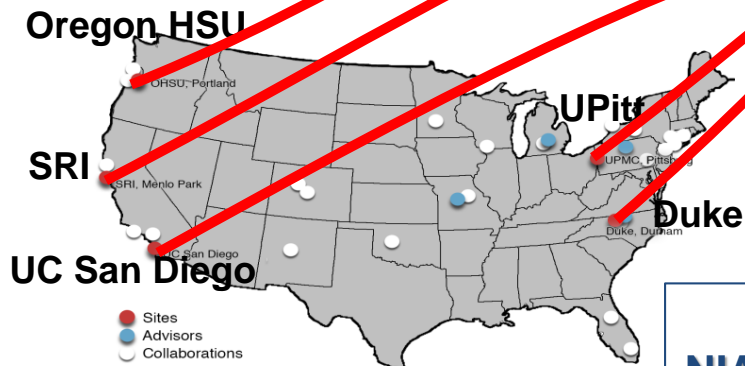 Oregon HSU
OHSU, Portland
UPitt
UPMC, Pittsburg
SRI
SRI, Menlo Park
Duke
Duke, Durham
UC San Diego
UC San Diego
Sites
Advisors
Collaborations